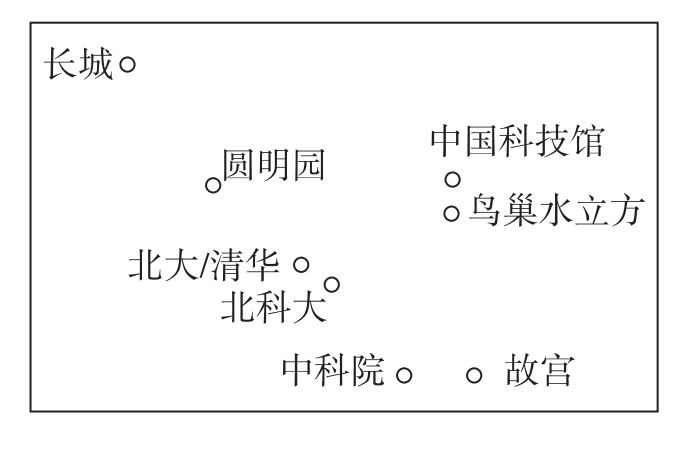 长城
中国科技馆
圆明园
鸟巢水立方
北大/清华
北科大
中科院
故宫